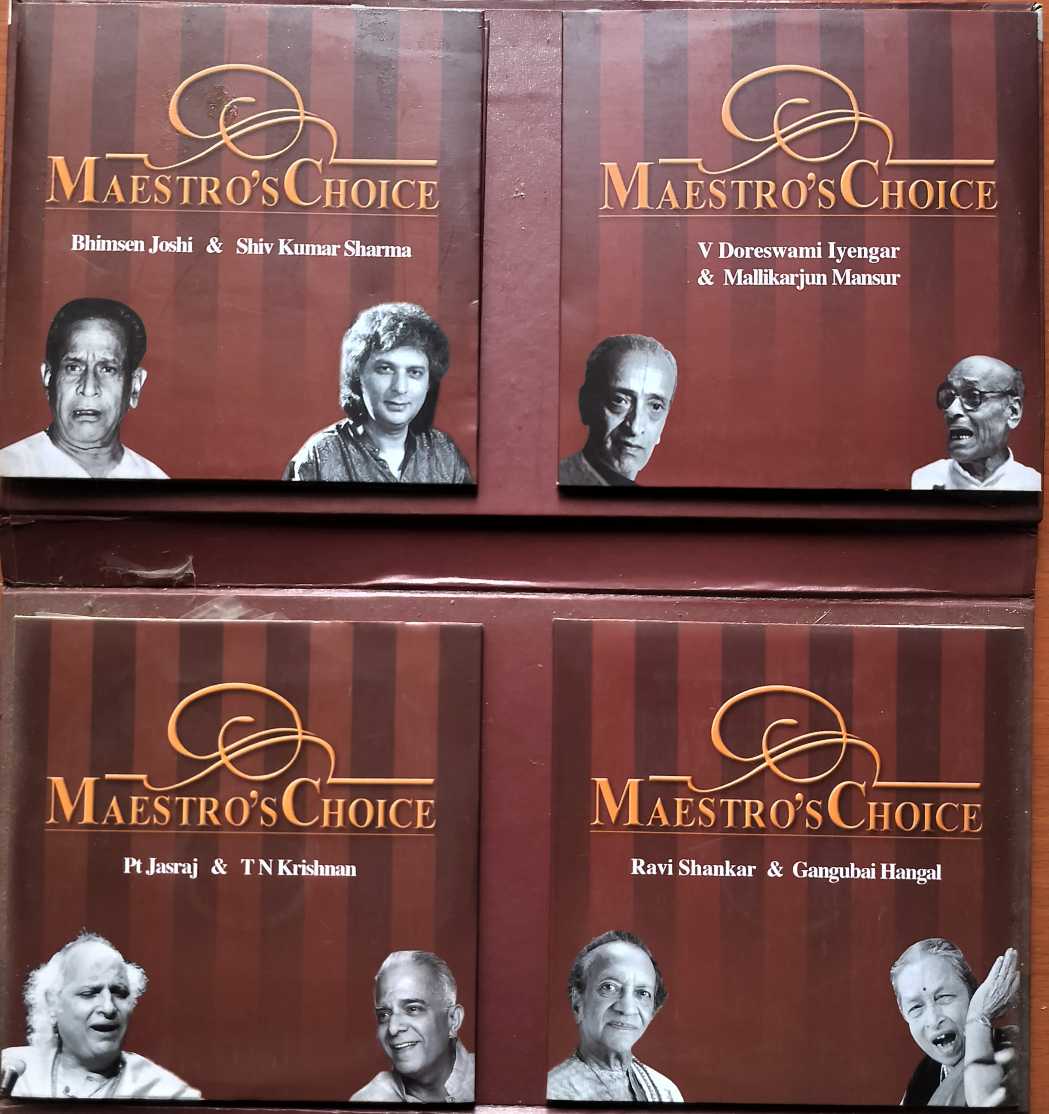 MAESTRO'S CHOICE
Bhimsen Joshi & Shiv Kumar Sharma
MAESTRO'S CHOICE
V Doreswami Iyengar
& Mallikarjun Mansur
MAESTRO'S CHOICE
Pt Jasraj & T N Krishnan
MAESTRO'S CHOICE
Ravi Shankar & Gangubai Hangal